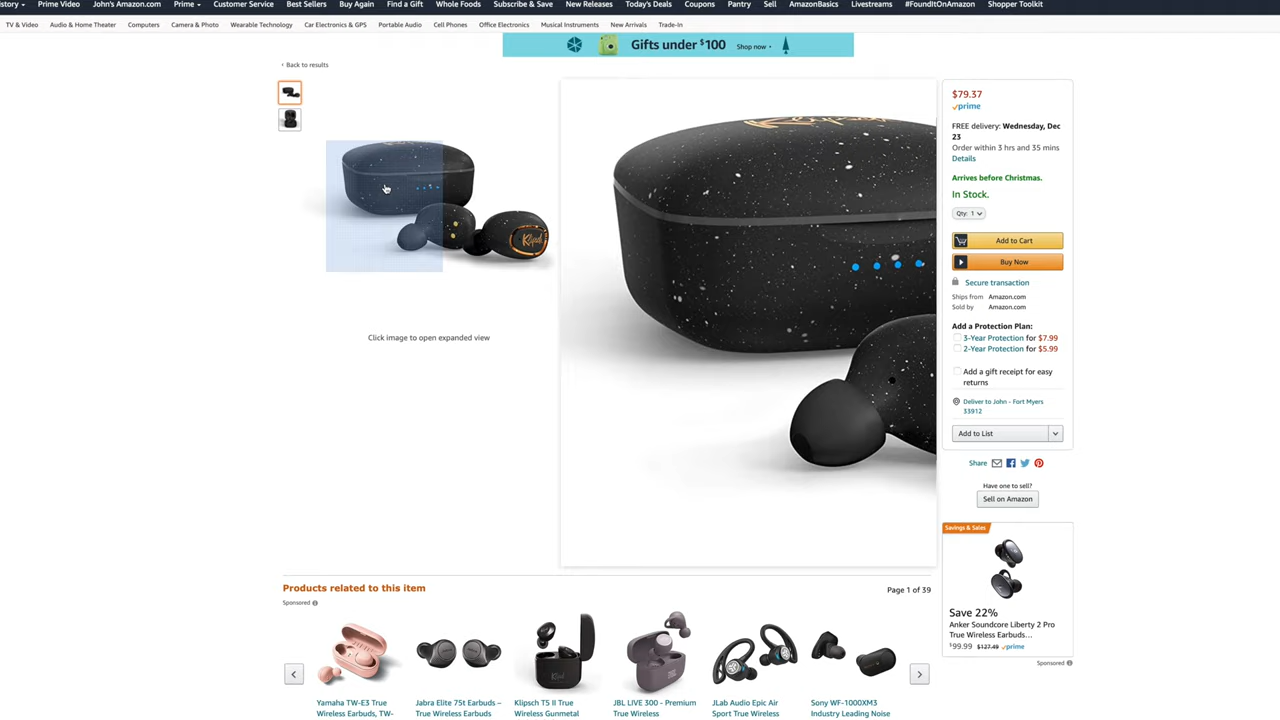 story
Prime Video
John's Amazon.com
Prime
Customer Service
Best Sellers
Buy Again
Find a Gift
Whole Foods
Subscribe & Save
New Releases
Today's Deals
Coupons
Pantry
Sell
AmazonBasics
Livestreams
#FoundItOnAmazon
Shopper Toolkit
TV & Video
Audio & Home Theater
Computers
Camera & Photo
Wearable Technology
Car Electronics & GPS
Portable Audio
Cell Phones
Office Electronics
Musical Instruments
New Arrivals
Trade-In
Gifts under $100 Shop now ›
‹ Back to results
Klipsch
Click image to open expanded view
$79.37
prime
FREE delivery: Wednesday, Dec
23
Order within 3 hrs and 35 mins
Details
Arrives before Christmas.
In Stock.
Qty: 1
Add to Cart
Buy Now
Secure transaction
Ships from Amazon.com
Sold by Amazon.com
Add a Protection Plan:
3-Year Protection for $7.99
2-Year Protection for $5.99
Add a gift receipt for easy
returns
Deliver to John - Fort Myers
33912
Add to List
Share
Have one to sell?
Sell on Amazon
Savings & Sales
Save 22%
Anker Soundcore Liberty 2 Pro
True Wireless Earbuds...
$99.99 $127.49 prime
Sponsored
Products related to this item
Page 1 of 39
Sponsored
Yamaha TW-E3 True
Wireless Earbuds, TW-
Jabra Elite 75t Earbuds –
True Wireless Earbuds
Klipsch T5 II True
Wireless Gunmetal
JBL LIVE 300 - Premium
True Wireless
JLab Audio Epic Air
Sport True Wireless
Sony WF-1000XM3
Industry Leading Noise